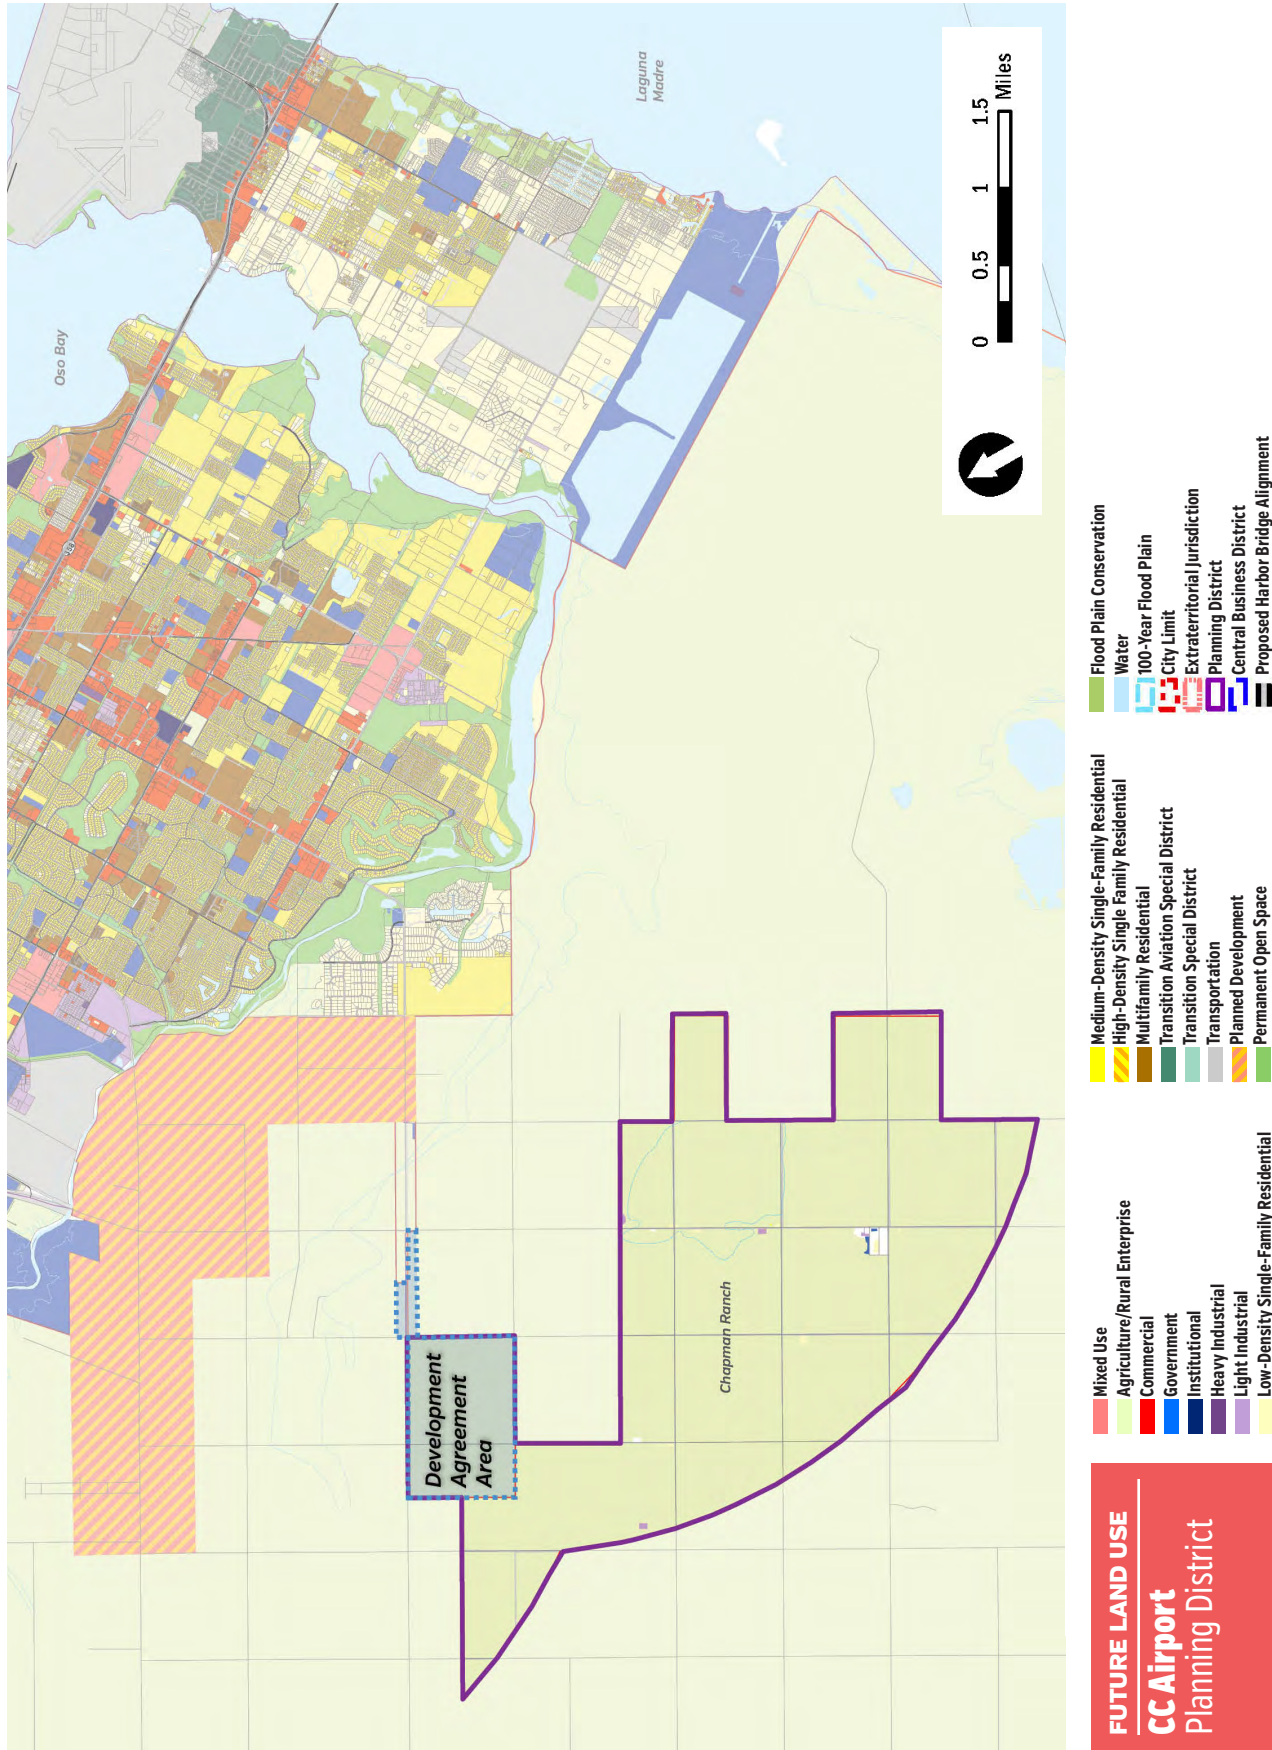 Oso Bay
Laguna
Madre
358
Development
Agreement
Area
Chapman Ranch
0 0.5 1 1.5
Miles
FUTURE LAND USE
CC Airport
Planning District
Mixed Use
Agriculture/Rural Enterprise
Commercial
Government
Institutional
Heavy Industrial
Light Industrial
Low-Density Single-Family Residential
Medium-Density Single-Family Residential
High-Density Single Family Residential
Multifamily Residential
Transition Aviation Special District
Transition Special District
Transportation
Planned Development
Permanent Open Space
Flood Plain Conservation
Water
100-Year Flood Plain
City Limit
Extraterritorial Jurisdiction
Planning District
Central Business District
Proposed Harbor Bridge Alignment